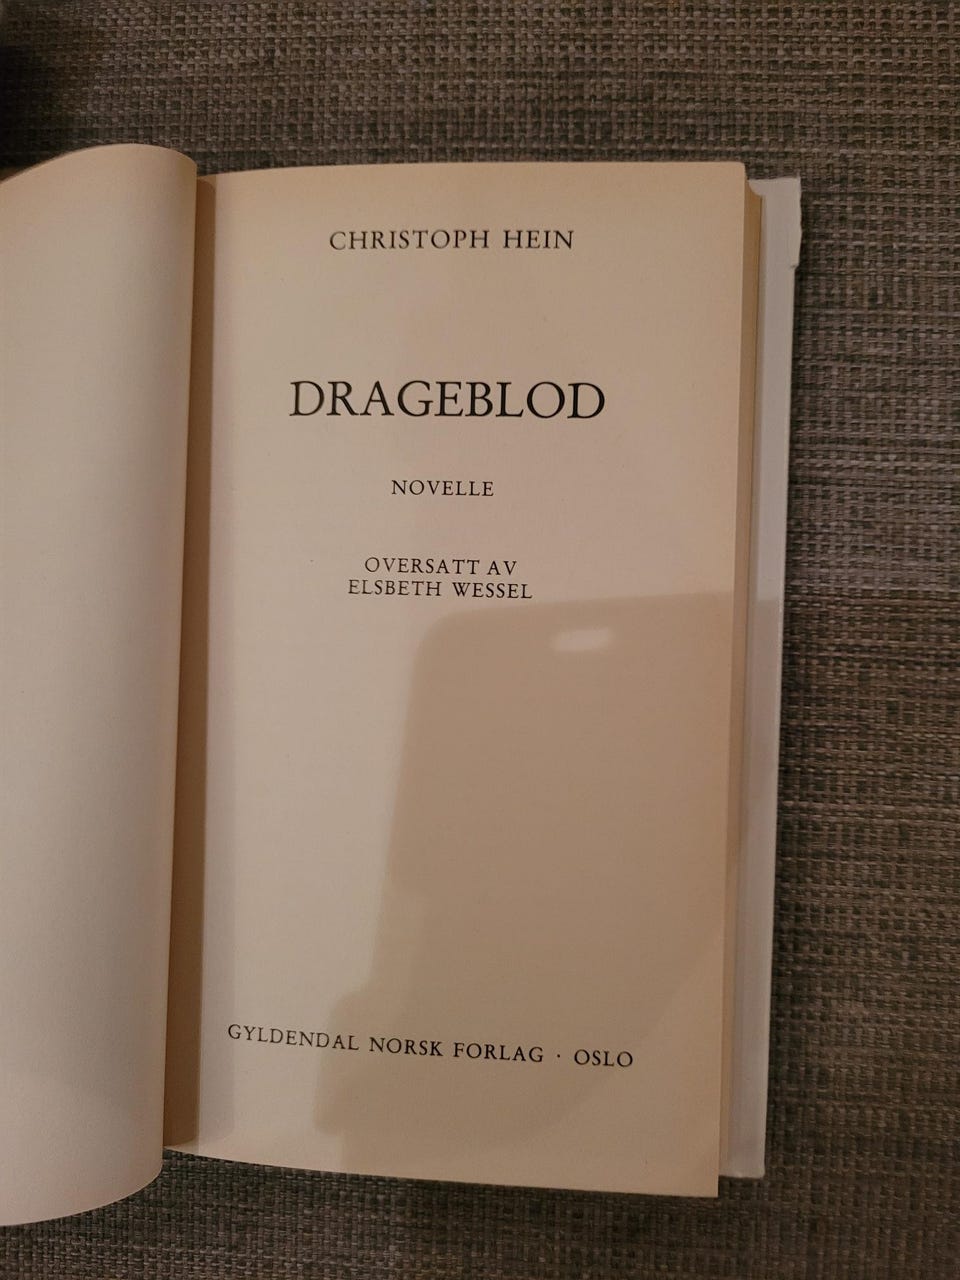 CHRISTOPH HEIN
DRAGEBLOD
NOVELLE
OVERSATT AV
ELSBETH WESSEL
GYLDENDAL NORSK FORLAG · OSLO